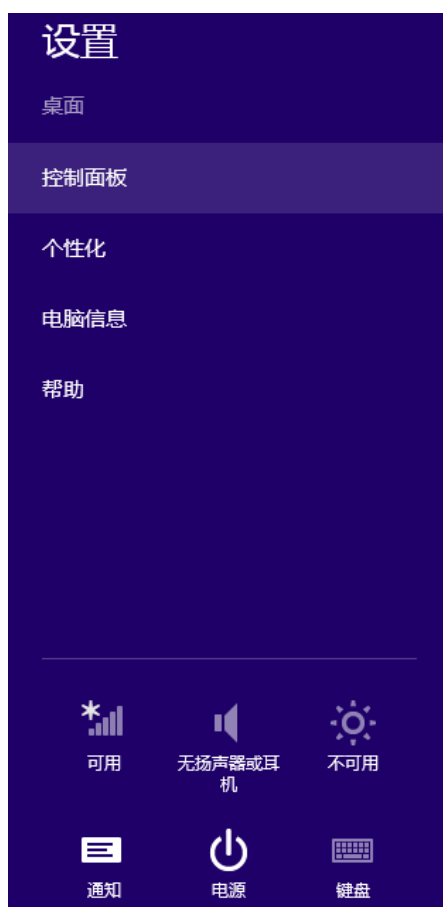 设置
桌面
控制面板
个性化
电脑信息
帮助
可用
无扬声器或耳
机
不可用
通知
电源
键盘